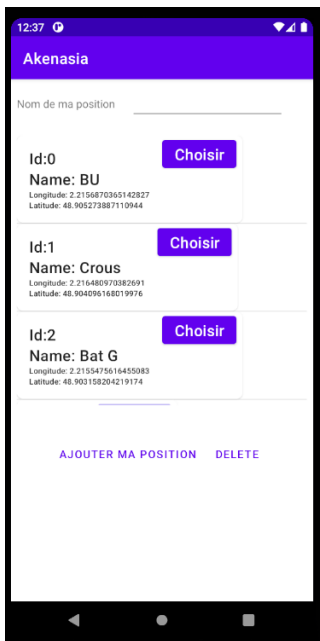 12:37
Akenasia
Nom de ma position
Id:0
Choisir
Name: BU
Longitude: 2.2156870365142827
Latitude: 48.905273887110944
Id:1
Choisir
Name: Crous
Longitude: 2.216480970382691
Latitude: 48.904096168019976
Id:2
Choisir
Name: Bat G
Longitude: 2.2155475616455083
Latitude: 48.903158204219174
AJOUTER MA POSITION DELETE